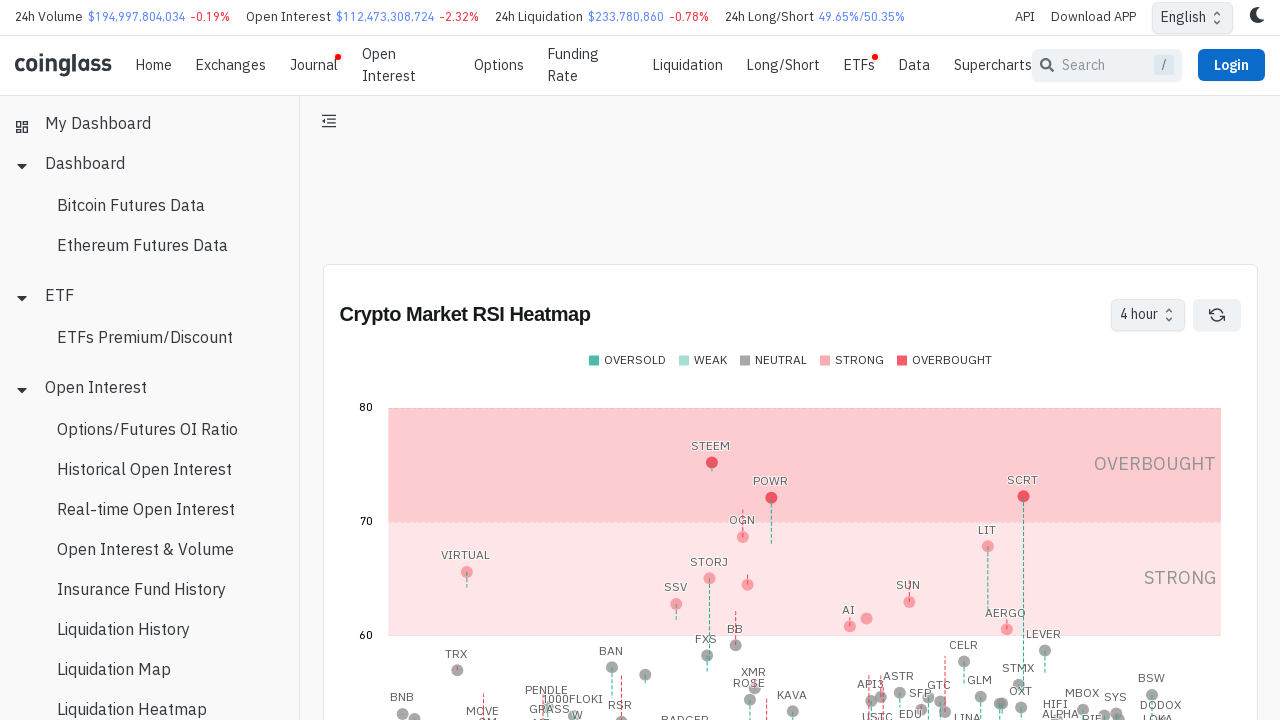 24h Volume $194,997,804,034 -0.19% Open Interest $112,473,308,724 -2.32% 24h Liquidation $233,780,860 -0.78% 24h Long/Short 49.65%/50.35% API Download APP English
coinglass Home Exchanges Journal Open Interest Options Funding Rate Liquidation Long/Short ETFs Data Supercharts Search / Login
My Dashboard
Dashboard
Bitcoin Futures Data
Ethereum Futures Data
ETF
ETFs Premium/Discount
Open Interest
Options/Futures OI Ratio
Historical Open Interest
Real-time Open Interest
Open Interest & Volume
Insurance Fund History
Liquidation History
Liquidation Map
Liquidation Heatmap
Crypto Market RSI Heatmap 4 hour
OVERSOLD WEAK NEUTRAL STRONG OVERBOUGHT
80
STEEM
OVERBOUGHT
POWR SCRT
70
OGN
LIT
VIRTUAL
STORJ
STRONG
SSV SUN
AI AERGO
60
BB LEVER
FXS
CELR
TRX BAN
STMX
XMR
ASTR
BSW
ROSE API3 GTC GLM
BNB PENDLE SFP OXT MBOX
1000FLOKI KAVA SYS
MOVE GRASS RSR HIFI DODOX
USTC EDU LINA ALPHA
BADGER